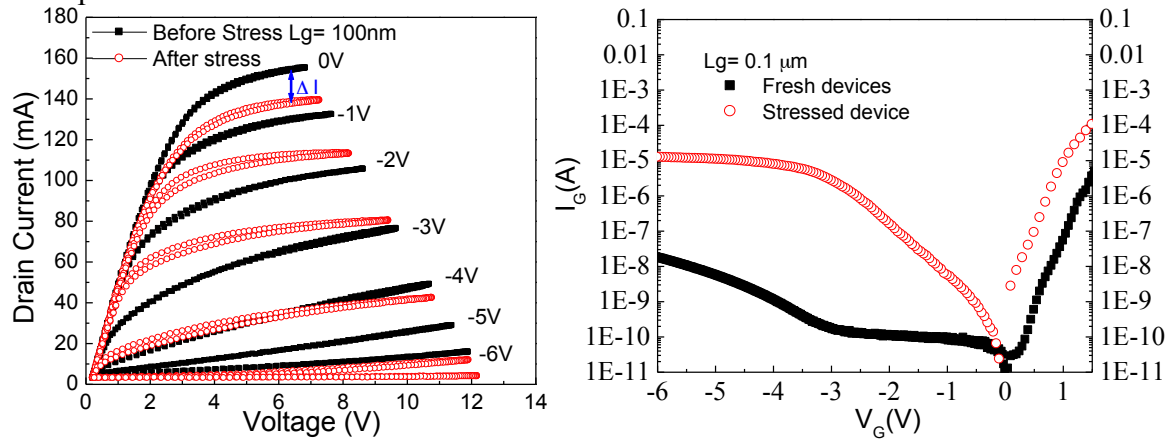 Before Stress Lg= 100nm
After stress
0V
Δ I
-1V
-2V
-3V
-4V
-5V
-6V
180
160
140
120
100
80
60
40
20
0
Drain Current (mA)
0 2 4 6 8 10 12 14
Voltage (V)
0.1
0.01
1E-3
1E-4
1E-5
1E-6
1E-7
1E-8
1E-9
1E-10
1E-11
I_G(A)
Lg= 0.1 μm
Fresh devices
Stressed device
-6 -5 -4 -3 -2 -1 0 1
V_G(V)
0.1
0.01
1E-3
1E-4
1E-5
1E-6
1E-7
1E-8
1E-9
1E-10
1E-11